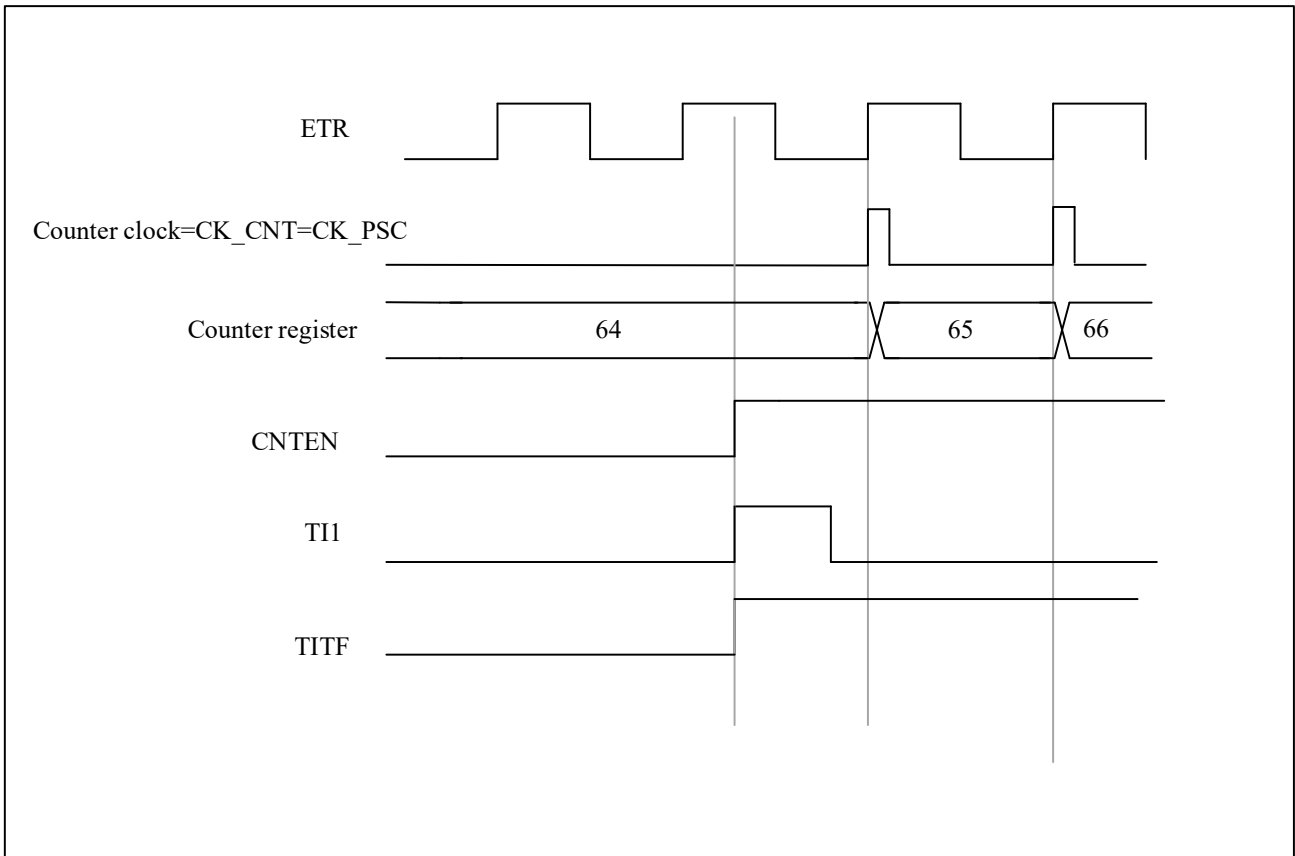 ETR
Counter clock=CK_CNT=CK_PSC
Counter register 64 65 66
CNTEN
TI1
TITF